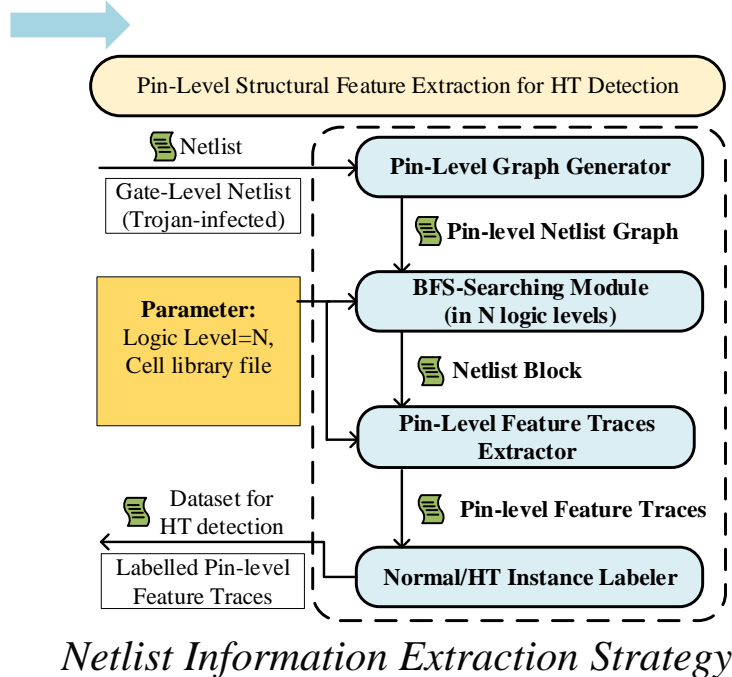 Pin-Level Structural Feature Extraction for HT Detection
Netlist
Gate-Level Netlist
(Trojan-infected)
Pin-Level Graph Generator
Pin-level Netlist Graph
Parameter:
Logic Level=N,
Cell library file
BFS-Searching Module
(in N logic levels)
Netlist Block
Pin-Level Feature Traces
Extractor
Pin-level Feature Traces
Dataset for
HT detection
Labelled Pin-level
Feature Traces
Normal/HT Instance Labeler
Netlist Information Extraction Strategy